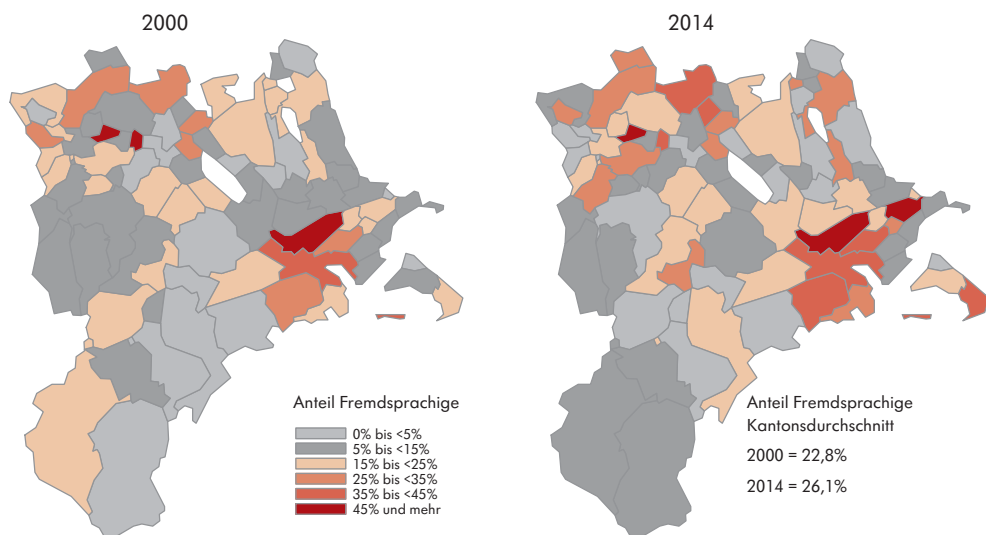 2000
2014
Anteil Fremdsprachige
0% bis <5%
5% bis <15%
15% bis <25%
25% bis <35%
35% bis <45%
45% und mehr
Anteil Fremdsprachige
Kantonsdurchschnitt
2000 = 22,8%
2014 = 26,1%